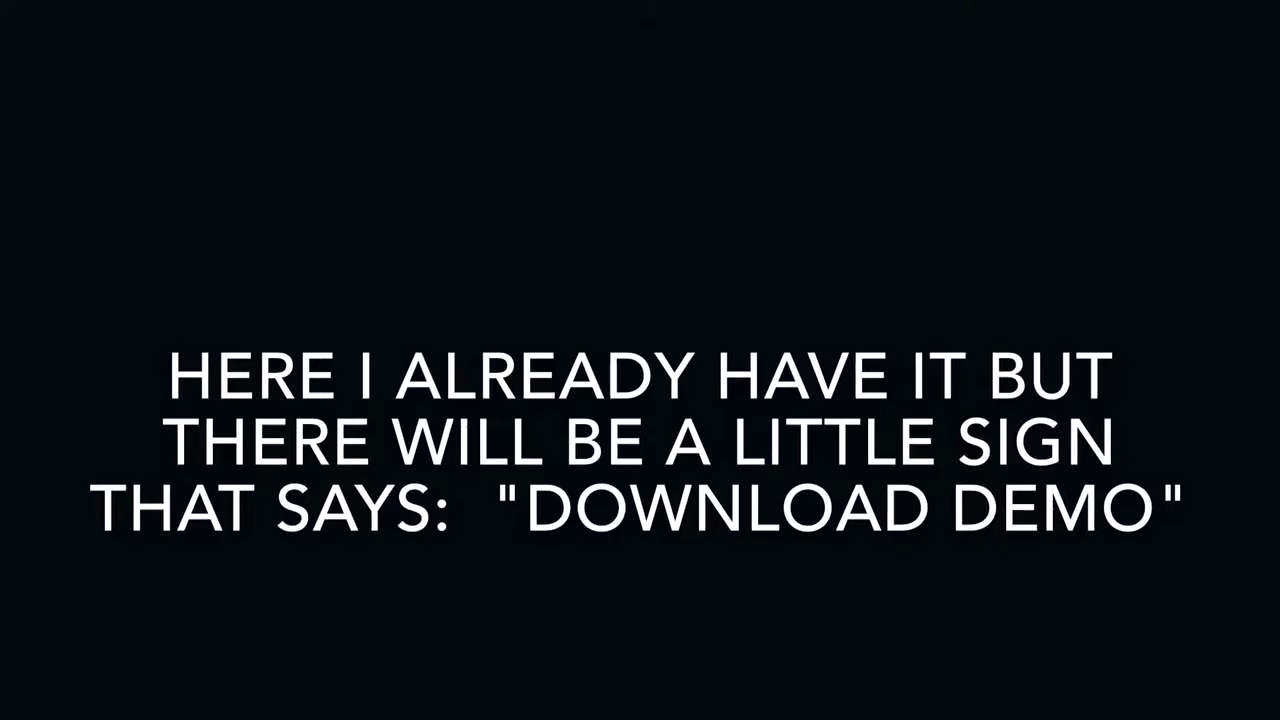 HERE I ALREADY HAVE IT BUT
THERE WILL BE A LITTLE SIGN
THAT SAYS:  "DOWNLOAD DEMO"